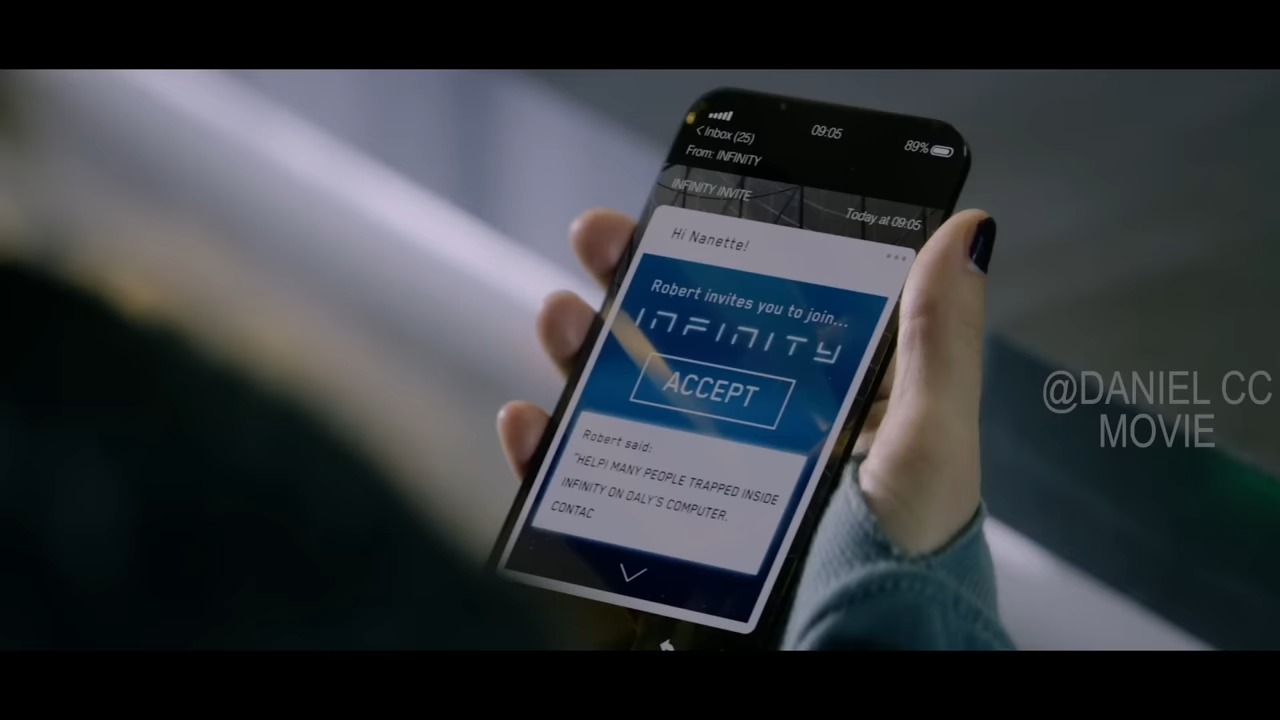 09:05
< Inbox (25)
89%
From: INFINITY
INFINITY INVITE
Today at 09:05
Hi Nanette!
Robert invites you to join...
INFINITY
ACCEPT
Robert said:
"HELP! MANY PEOPLE TRAPPED INSIDE
INFINITY ON DALY'S COMPUTER.
CONTAC
@DANIEL CC
MOVIE